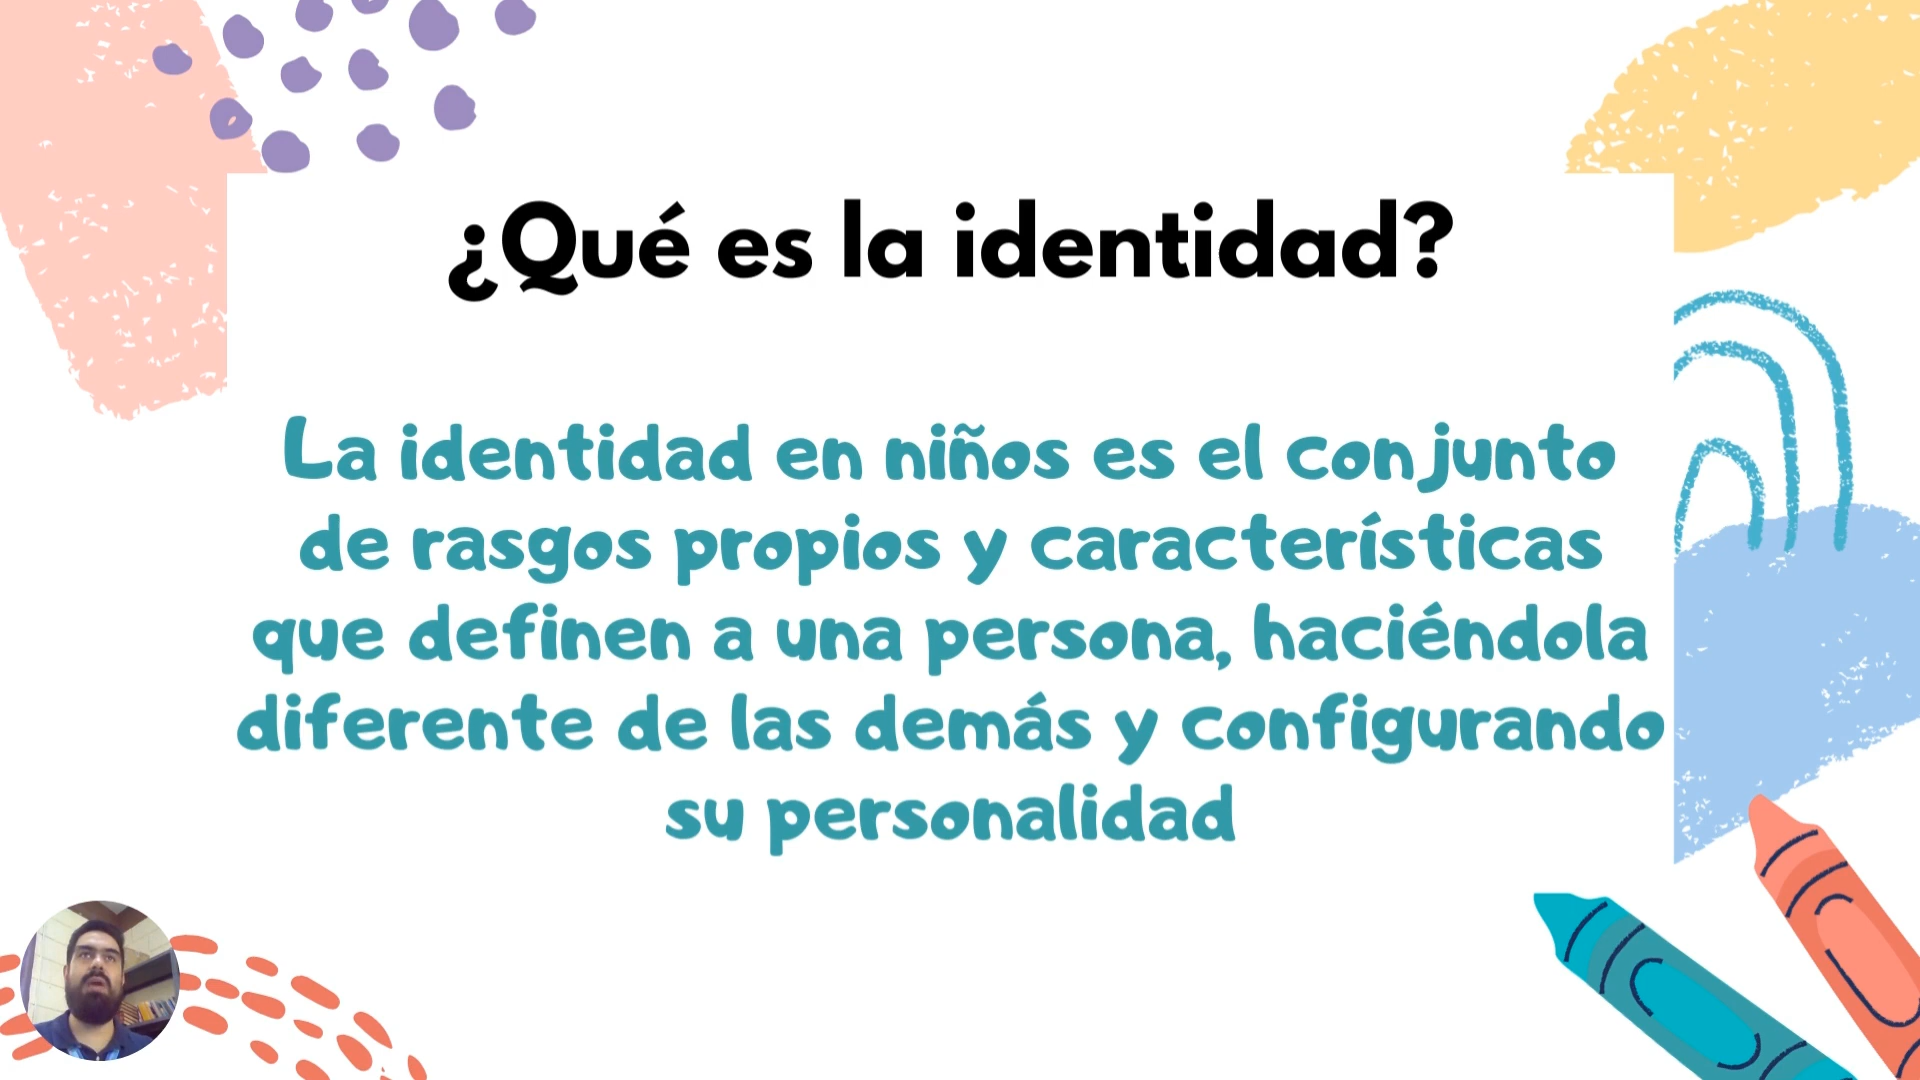 ¿Qué es la identidad?
La identidad en niños es el conjunto
de rasgos propios y características
que definen a una persona, haciéndola
diferente de las demás y configurando
su personalidad